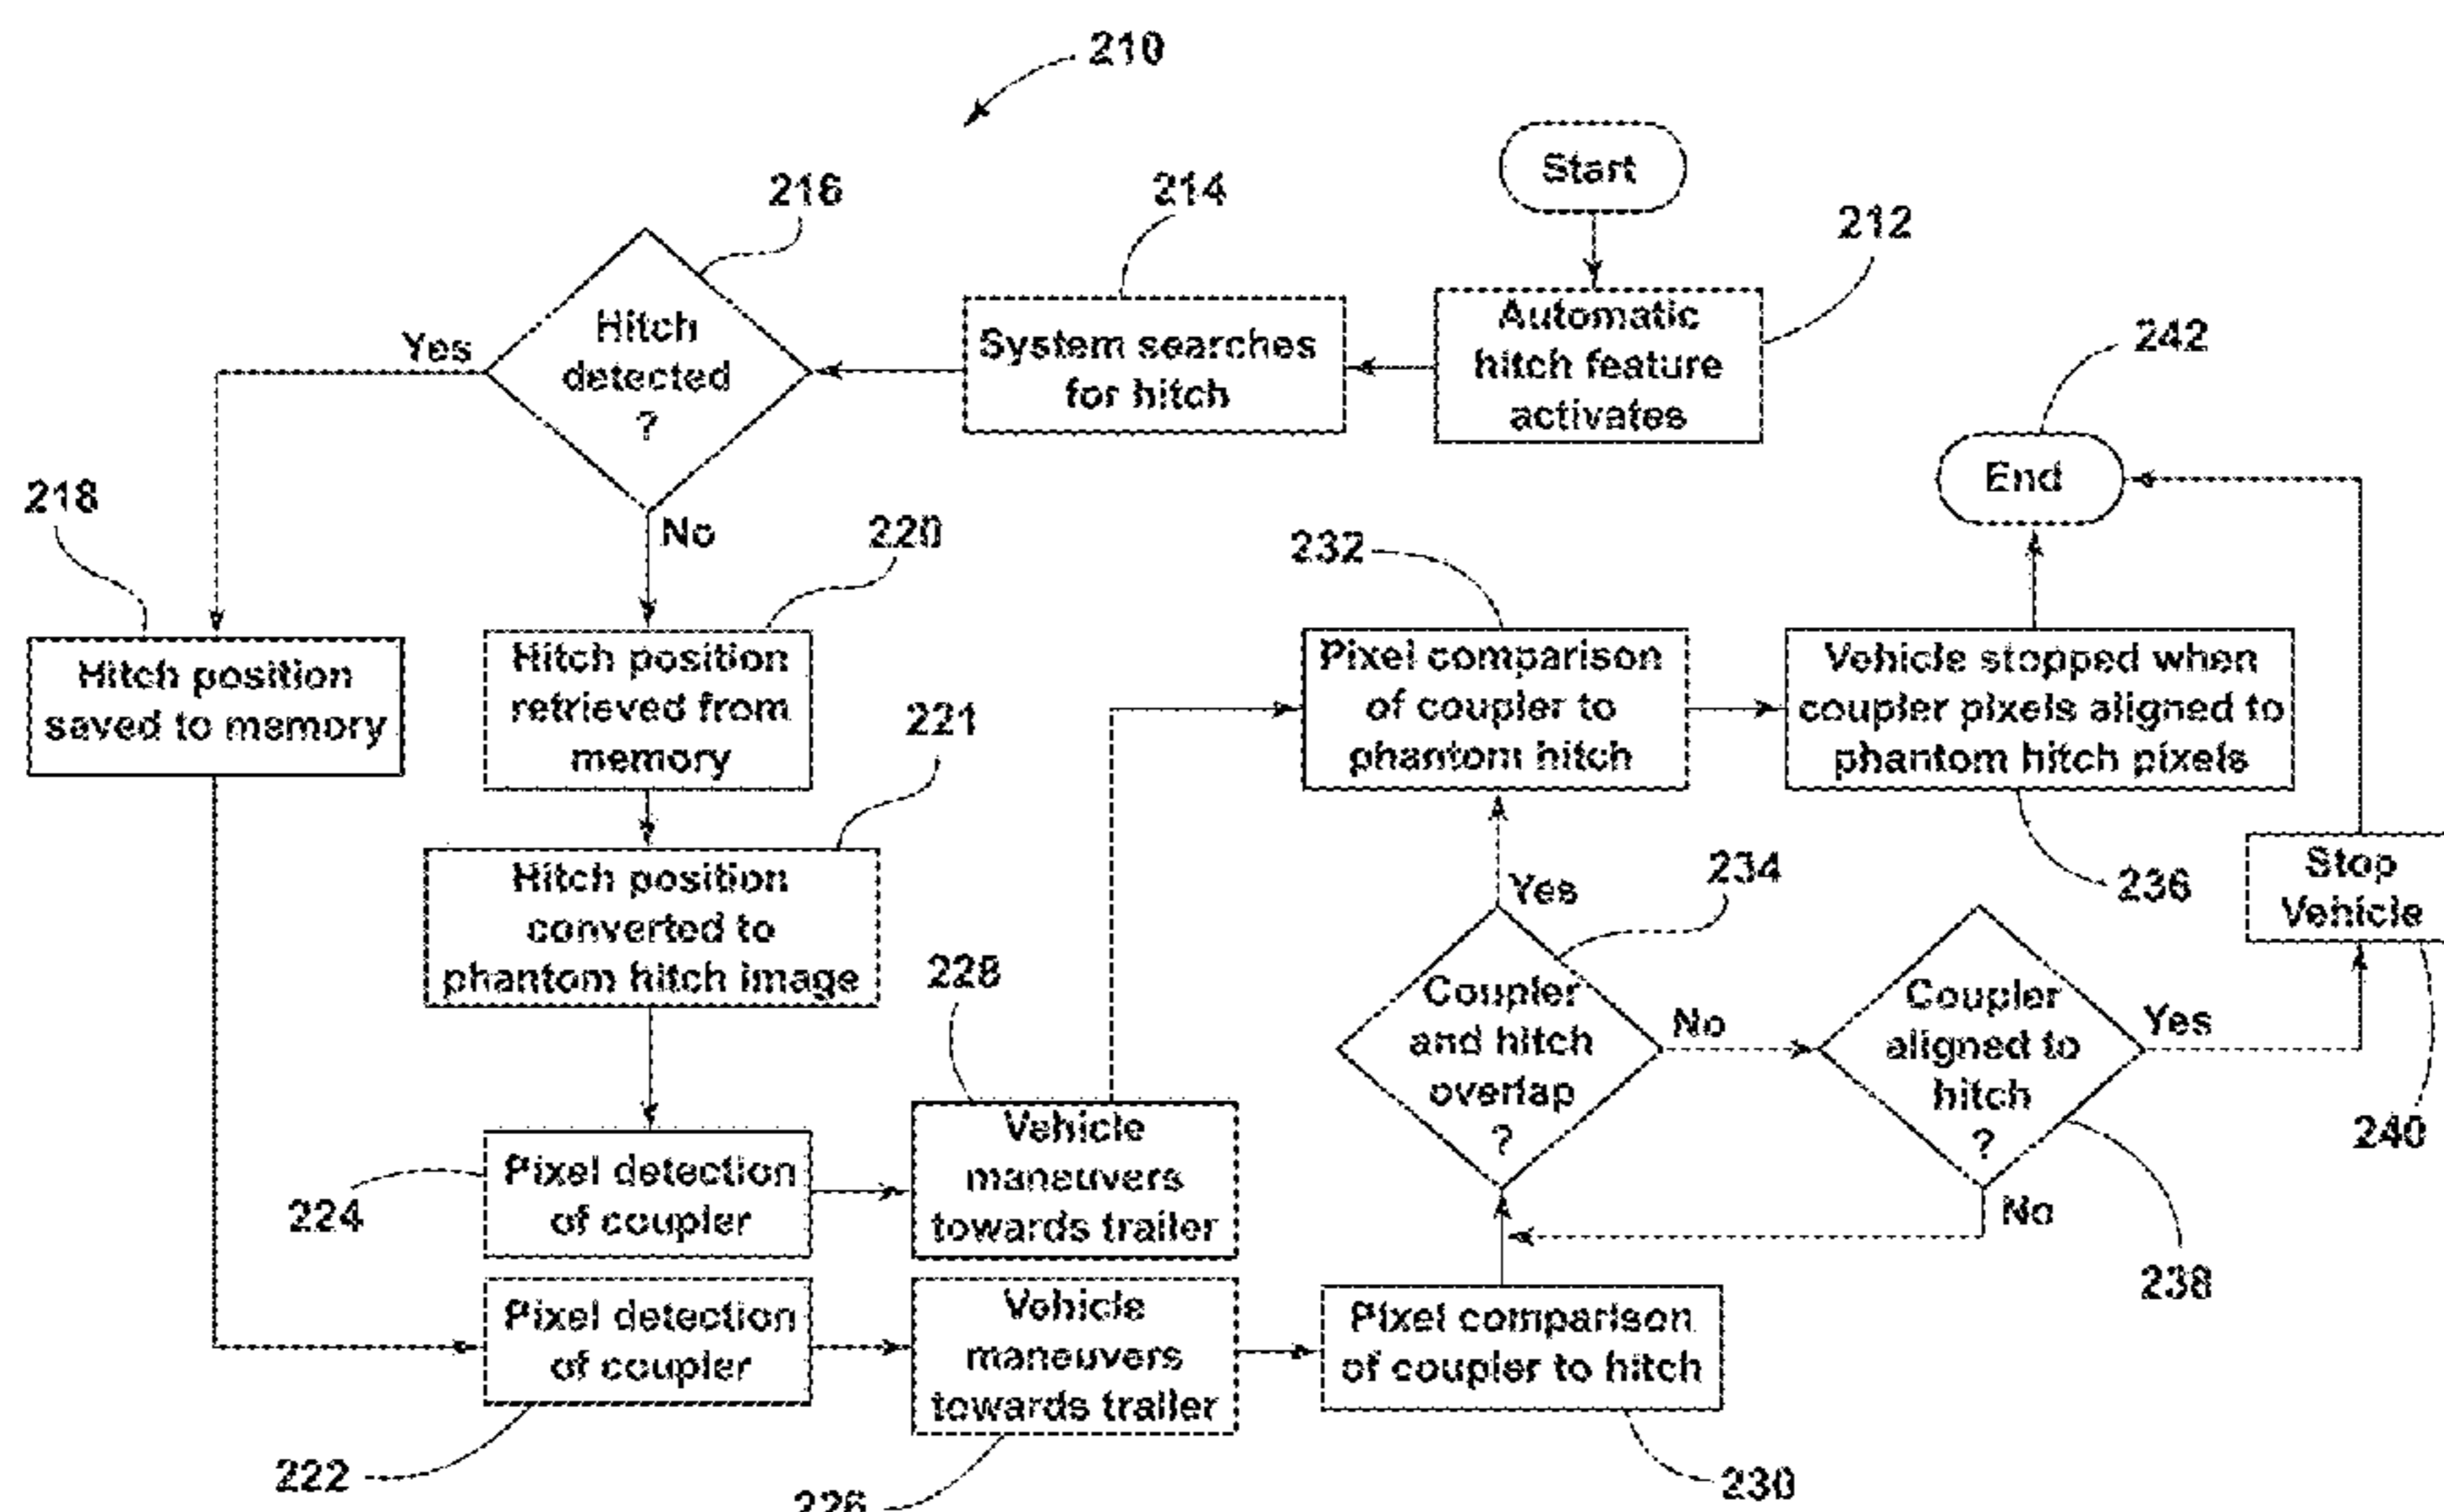 210
Start
216
214
212
Hitch
detected
?
Yes
No
System searches
for hitch
Automatic
hitch feature
activates
242
End
218
220
232
Hitch position
saved to memory
Hitch position
retrieved from
memory
221
Pixel comparison
of coupler to
phantom hitch
Vehicle stopped when
coupler pixels aligned to
phantom hitch pixels
236
Hitch position
converted to
phantom hitch image
228
234
Yes
Stop
Vehicle
240
Coupler
and hitch
overlap
?
No
Coupler
aligned to
hitch
?
Yes
No
238
224
Pixel detection
of coupler
Vehicle
maneuvers
towards trailer
Pixel detection
of coupler
222
Vehicle
maneuvers
towards trailer
226
Pixel comparison
of coupler to hitch
230